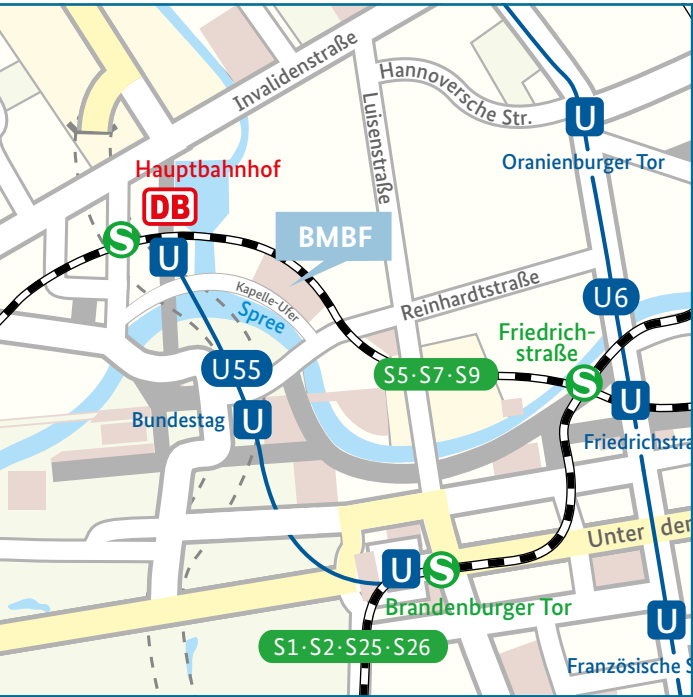 Invalidenstraße
Hannoversche Str.
Luisenstraße
U
Oranienburger Tor
Hauptbahnhof
DB
S
U
BMBF
Kapelle-Ufer
Spree
Reinhardtstraße
U6
Friedrich-
straße
U55
S5·S7·S9
S
U
Bundestag
U
Friedrichstra
Unter der
U
S
Brandenburger Tor
U
S1·S2·S25·S26
Französische S